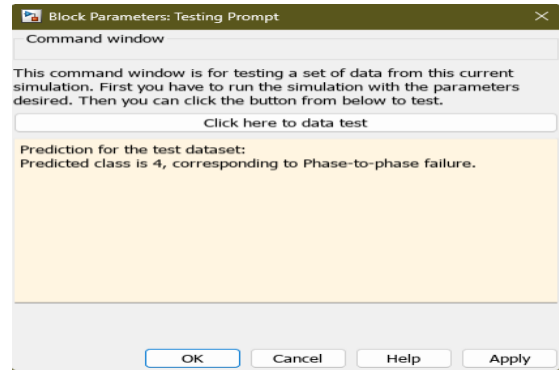 Block Parameters: Testing Prompt
Command window
This command window is for testing a set of data from this current
simulation. First you have to run the simulation with the parameters
desired. Then you can click the button from below to test.
Click here to data test
Prediction for the test dataset:
Predicted class is 4, corresponding to Phase-to-phase failure.
OK Cancel Help Apply